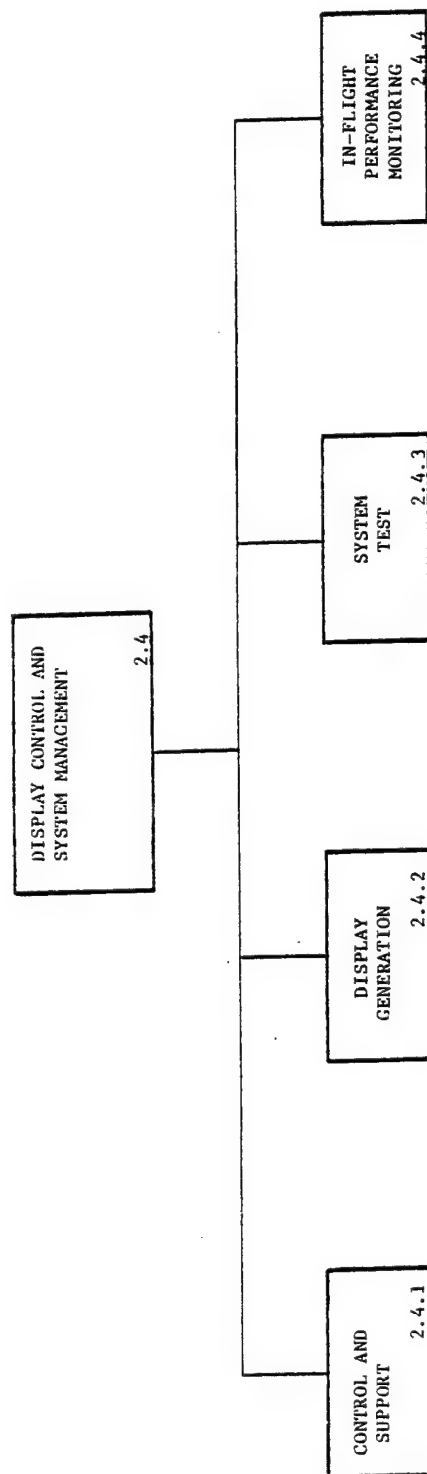 DISPLAY CONTROL AND
SYSTEM MANAGEMENT
2.4
CONTROL AND
SUPPORT
2.4.1
DISPLAY
GENERATION
2.4.2
SYSTEM
TEST
2.4.3
IN-FLIGHT
PERFORMANCE
MONITORING
2.4.4